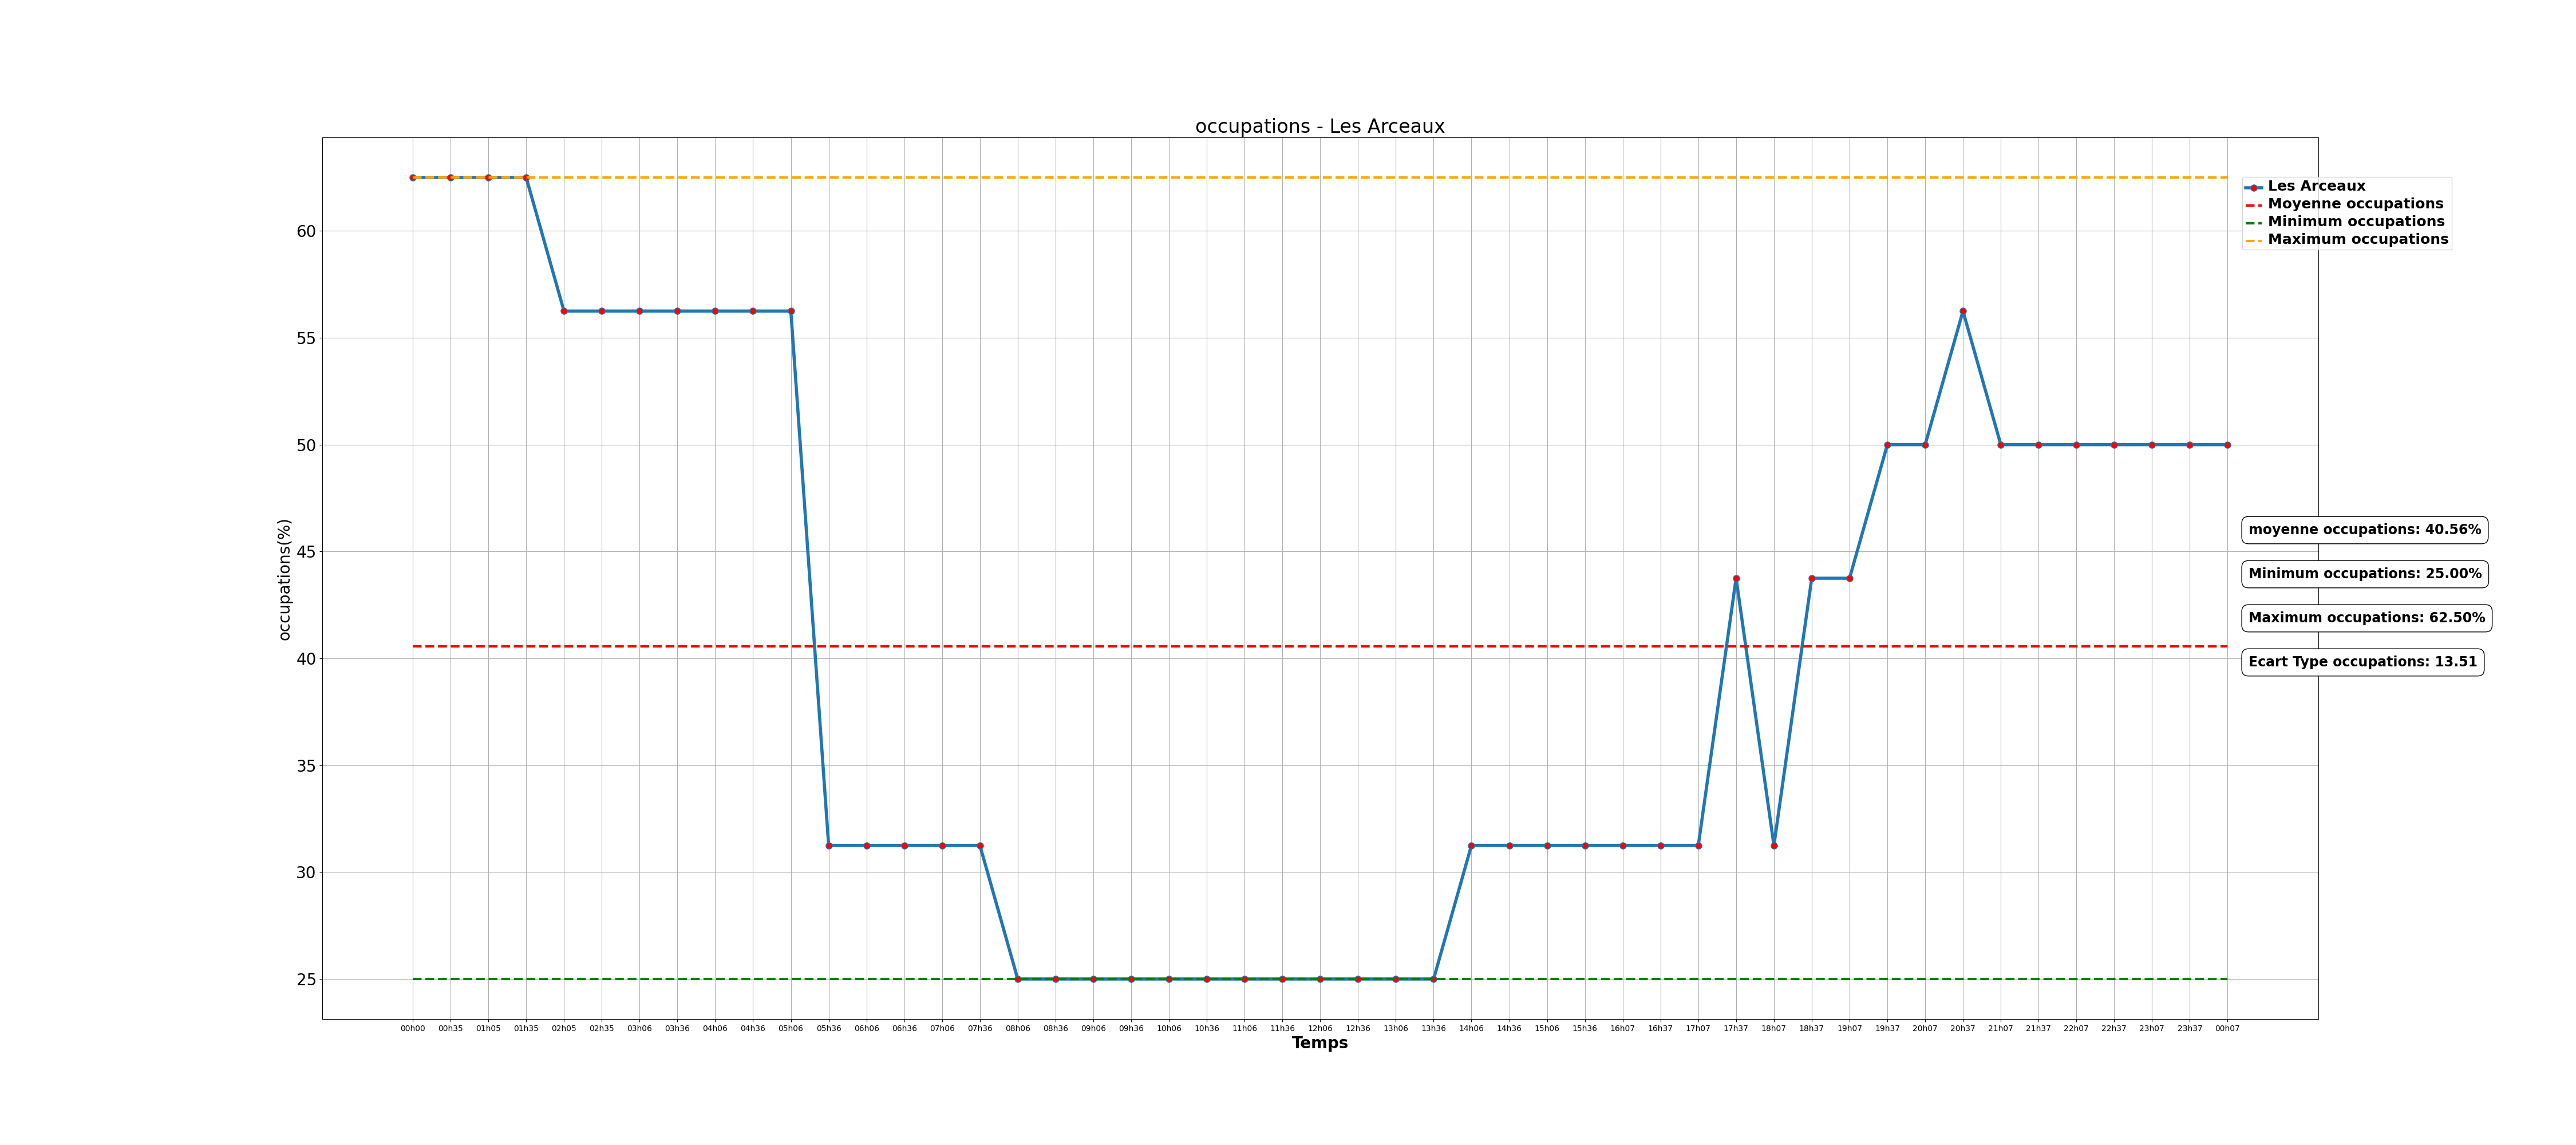 occupations - Les Arceaux
Les Arceaux
Moyenne occupations
Minimum occupations
Maximum occupations
60
55
50
45
40
35
30
25
occupations(%)
moyenne occupations: 40.56%
Minimum occupations: 25.00%
Maximum occupations: 62.50%
Ecart Type occupations: 13.51
00h00 00h35 01h05 01h35 02h05 02h35 03h06 03h36 04h06 04h36 05h06 05h36 06h06 06h36 07h06 07h36 08h06 08h36 09h06 09h36 10h06 10h36 11h06 11h36 12h06 12h36 13h06 13h36 14h06 14h36 15h06 15h36 16h07 16h37 17h07 17h37 18h07 18h37 19h07 19h37 20h07 20h37 21h07 21h37 22h07 22h37 23h07 23h37 00h07
Temps